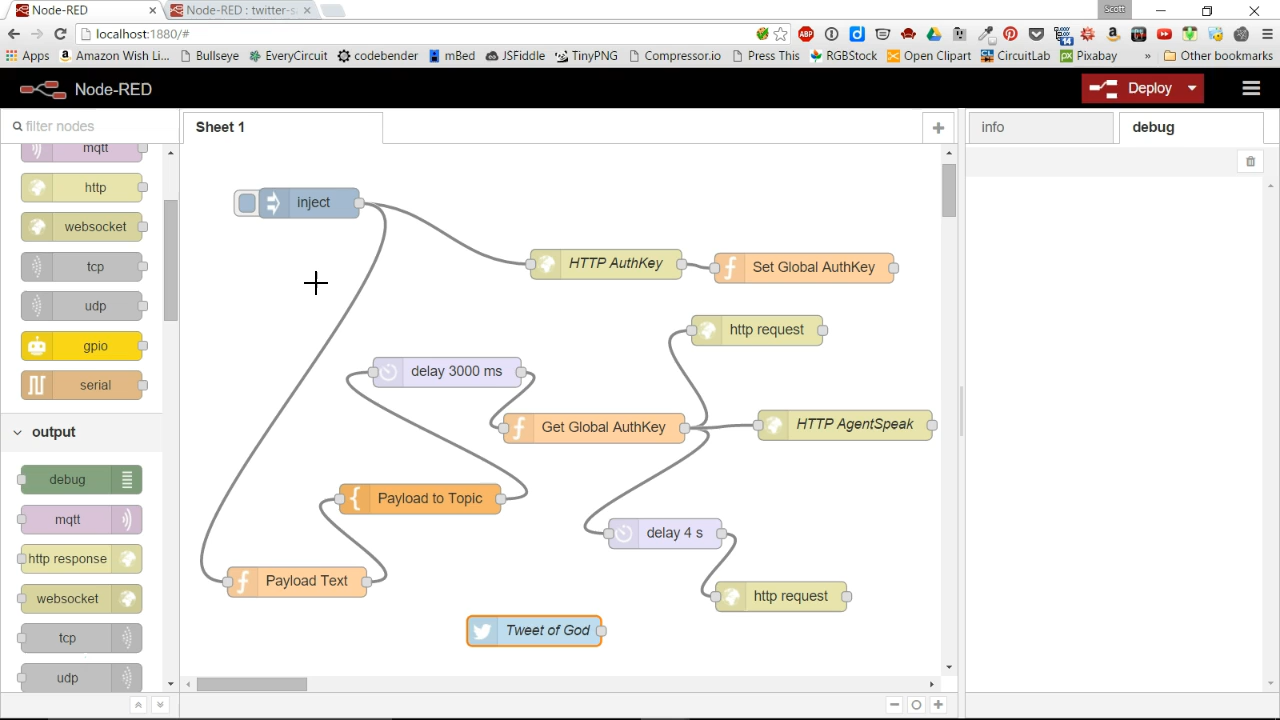 Node-RED
Node-RED : twitter-s
Scott
localhost:1880/#
ABP
14
Apps
Amazon Wish Li...
Bullseye
EveryCircuit
codebender
mBed
JSFiddle
TinyPNG
Compressor.io
Press This
RGBStock
Open Clipart
CircuitLab
px Pixabay
»
Other bookmarks
Node-RED
Deploy
filter nodes
Sheet 1
info
debug
mqtt
http
websocket
tcp
udp
gpio
serial
output
debug
mqtt
http response
websocket
tcp
udp
inject
HTTP AuthKey
Set Global AuthKey
http request
delay 3000 ms
Get Global AuthKey
HTTP AgentSpeak
Payload to Topic
delay 4 s
Payload Text
http request
Tweet of God